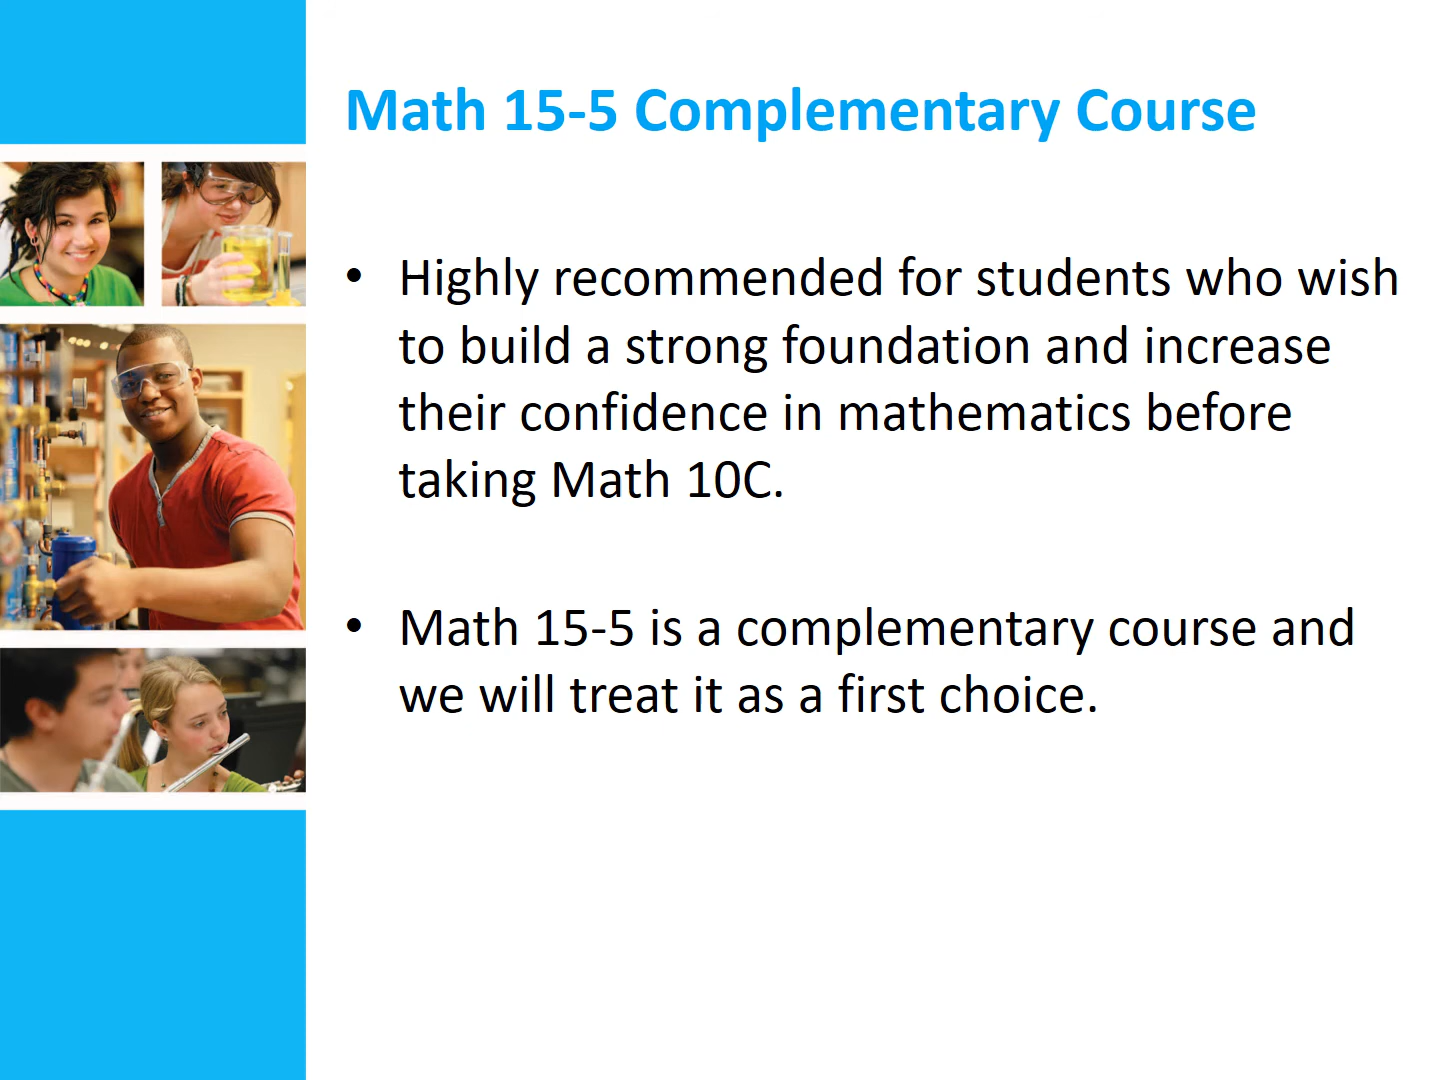 Math 15-5 Complementary Course
• Highly recommended for students who wish
to build a strong foundation and increase
their confidence in mathematics before
taking Math 10C.
• Math 15-5 is a complementary course and
we will treat it as a first choice.